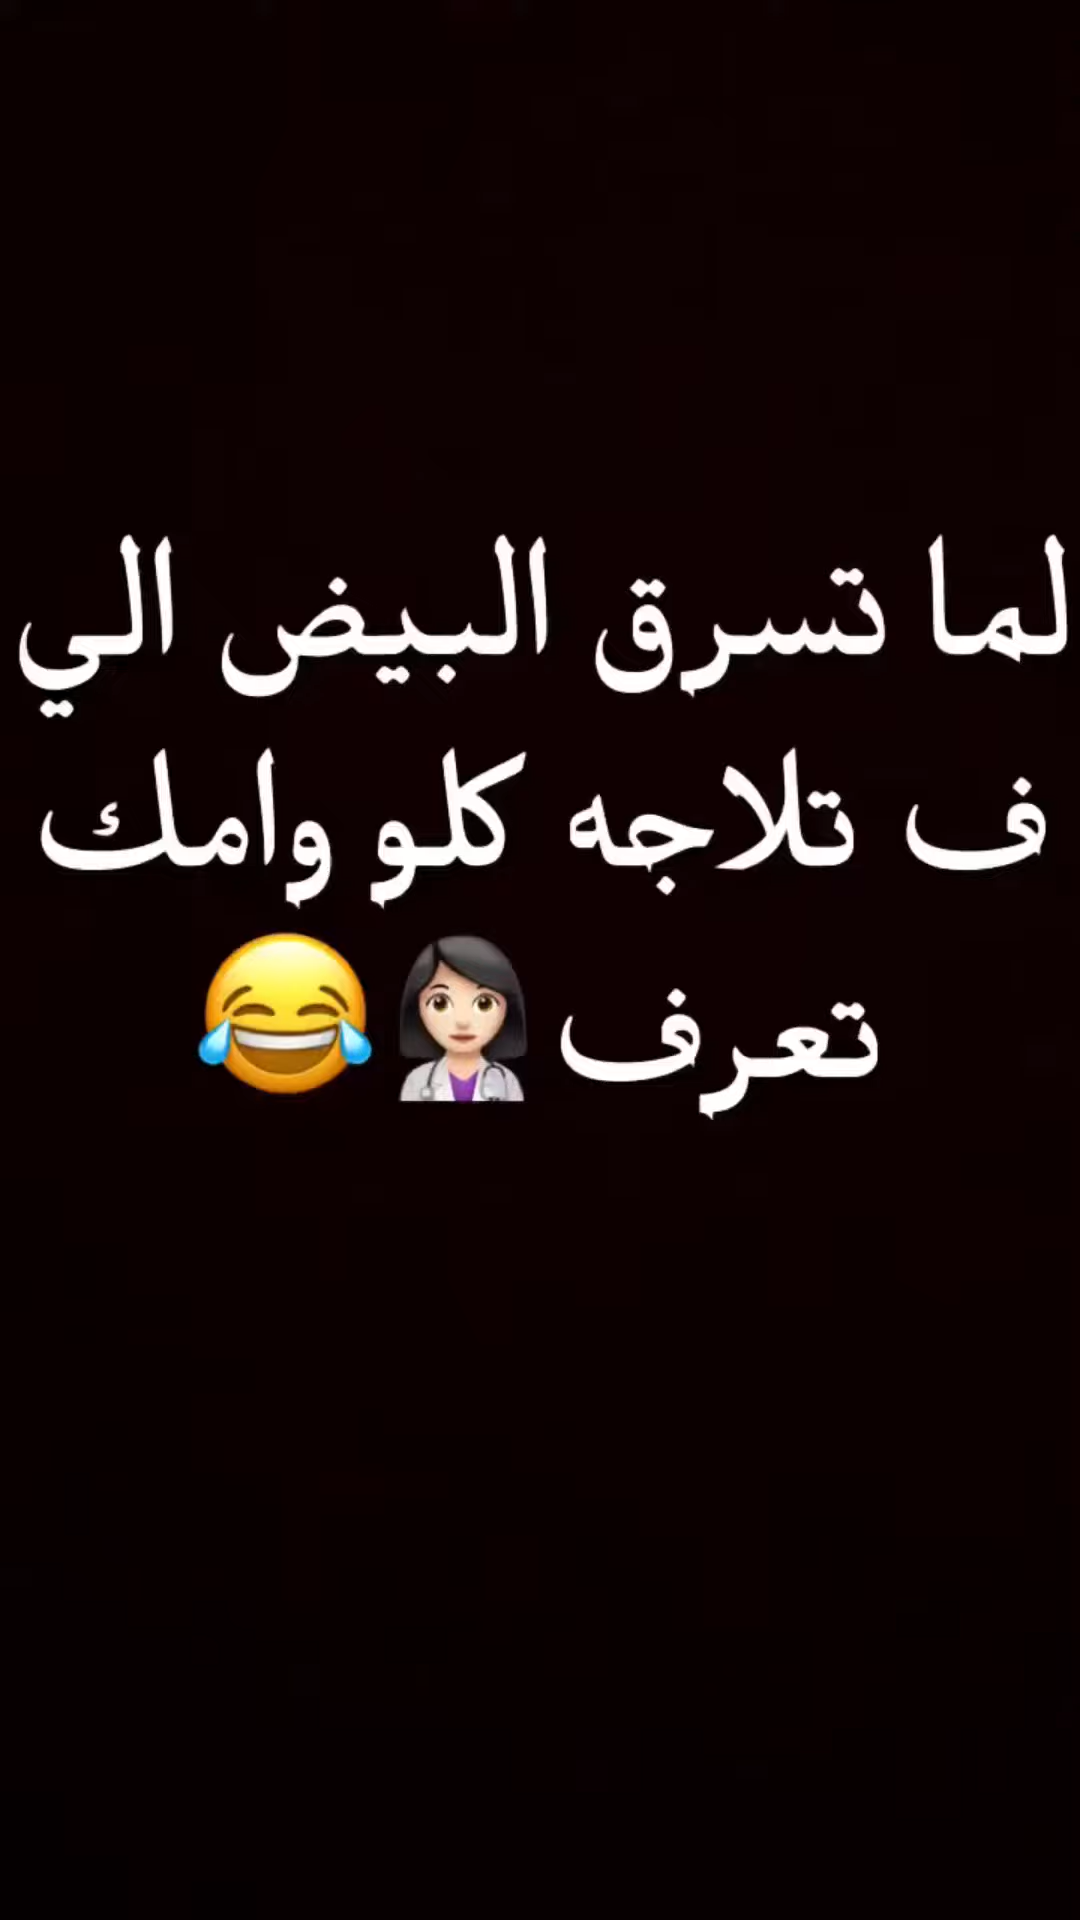 لما تسرق البيض الي
ف تلاجه كلو وامك
تعرف 👩🏻‍⚕️😂